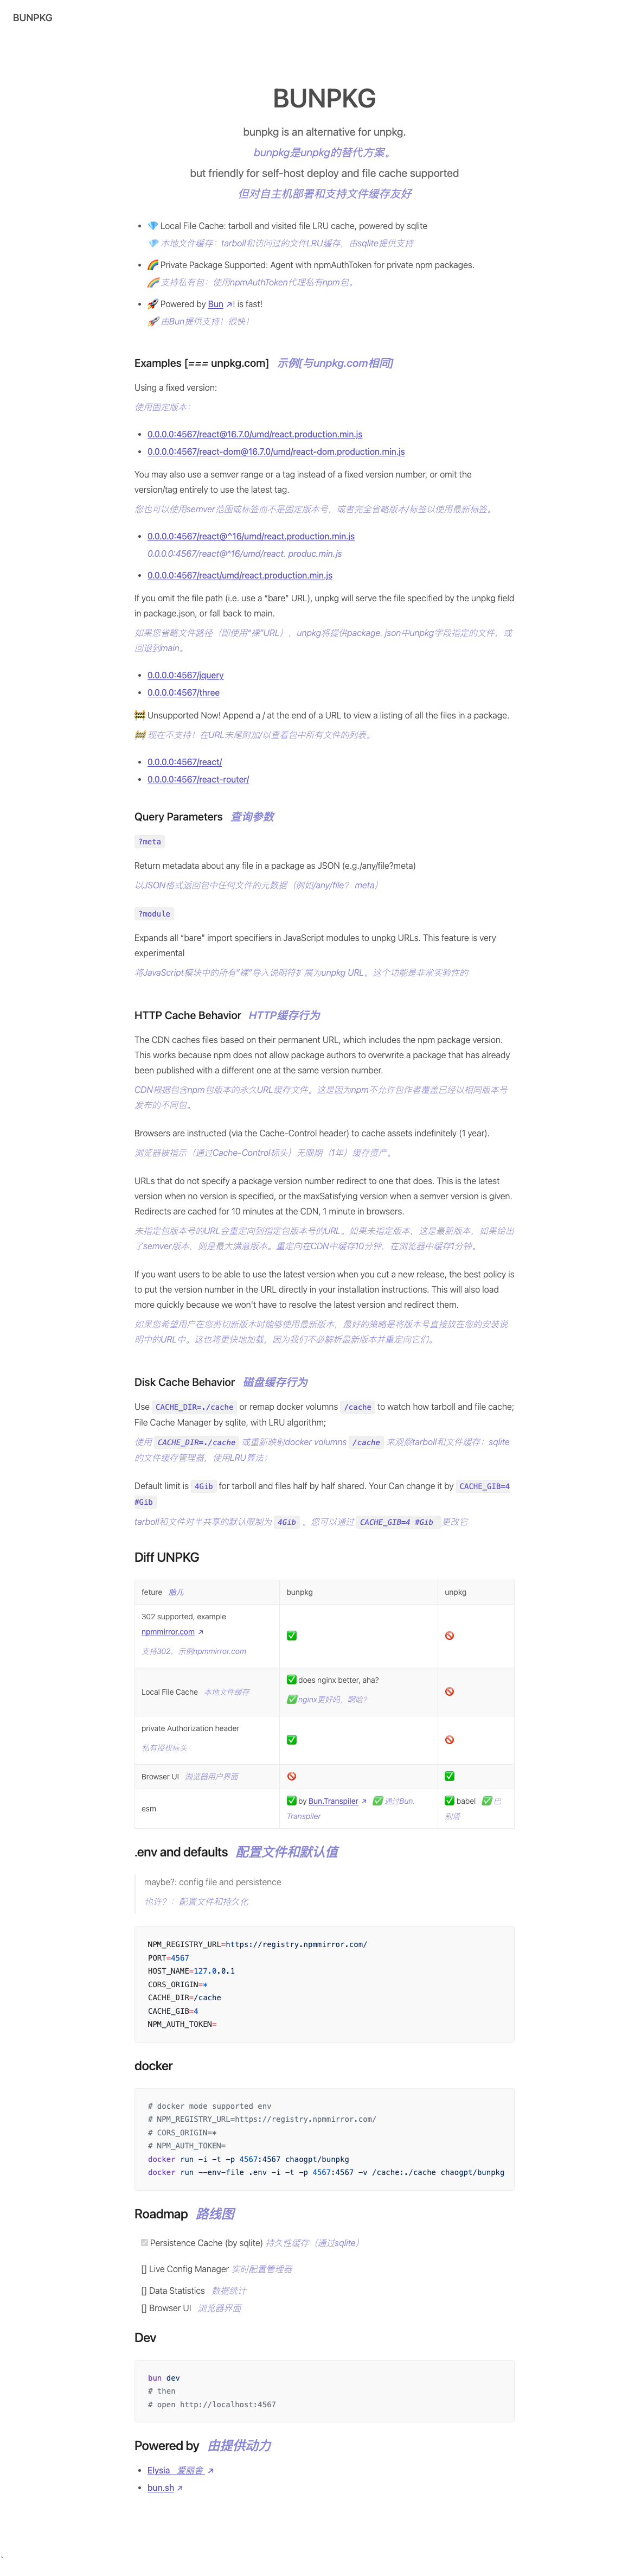 BUNPKG
BUNPKG
bunpkg is an alternative for unpkg.
bunpkg是unpkg的替代方案。
but friendly for self-host deploy and file cache supported
但对自主机部署和支持文件缓存友好
• 💎 Local File Cache: tarboll and visited file LRU cache, powered by sqlite
💎 本地文件缓存：tarboll和访问过的文件LRU缓存，由sqlite提供支持
• 🌈 Private Package Supported: Agent with npmAuthToken for private npm packages.
🌈 支持私有包：使用npmAuthToken代理私有npm包。
• 🚀 Powered by Bun ↗! is fast!
🚀 由Bun提供支持！很快！
Examples [=== unpkg.com] 示例[与unpkg.com相同]
Using a fixed version:
使用固定版本：
• 0.0.0.0:4567/react@16.7.0/umd/react.production.min.js
• 0.0.0.0:4567/react-dom@16.7.0/umd/react-dom.production.min.js
You may also use a semver range or a tag instead of a fixed version number, or omit the
version/tag entirely to use the latest tag.
您也可以使用semver范围或标签而不是固定版本号，或者完全省略版本/标签以使用最新标签。
• 0.0.0.0:4567/react@^16/umd/react.production.min.js
0.0.0.0:4567/react@^16/umd/react. produc.min.js
• 0.0.0.0:4567/react/umd/react.production.min.js
If you omit the file path (i.e. use a “bare” URL), unpkg will serve the file specified by the unpkg field
in package.json, or fall back to main.
如果您省略文件路径（即使用“裸”URL），unpkg将提供package. json中unpkg字段指定的文件，或
回退到main。
• 0.0.0.0:4567/jquery
• 0.0.0.0:4567/three
🚧 Unsupported Now! Append a / at the end of a URL to view a listing of all the files in a package.
🚧 现在不支持！在URL末尾附加/以查看包中所有文件的列表。
• 0.0.0.0:4567/react/
• 0.0.0.0:4567/react-router/
Query Parameters 查询参数
?meta
Return metadata about any file in a package as JSON (e.g./any/file?meta)
以JSON格式返回包中任何文件的元数据（例如/any/file？ meta）
?module
Expands all “bare” import specifiers in JavaScript modules to unpkg URLs. This feature is very
experimental
将JavaScript模块中的所有“裸”导入说明符扩展为unpkg URL。这个功能是非常实验性的
HTTP Cache Behavior HTTP缓存行为
The CDN caches files based on their permanent URL, which includes the npm package version.
This works because npm does not allow package authors to overwrite a package that has already
been published with a different one at the same version number.
CDN根据包含npm包版本的永久URL缓存文件。这是因为npm不允许包作者覆盖已经以相同版本号
发布的不同包。
Browsers are instructed (via the Cache-Control header) to cache assets indefinitely (1 year).
浏览器被指示（通过Cache-Control标头）无限期（1年）缓存资产。
URLs that do not specify a package version number redirect to one that does. This is the latest
version when no version is specified, or the maxSatisfying version when a semver version is given.
Redirects are cached for 10 minutes at the CDN, 1 minute in browsers.
未指定包版本号的URL会重定向到指定包版本号的URL。如果未指定版本，这是最新版本，如果给出
了semver版本，则是最大满意版本。重定向在CDN中缓存10分钟，在浏览器中缓存1分钟。
If you want users to be able to use the latest version when you cut a new release, the best policy is
to put the version number in the URL directly in your installation instructions. This will also load
more quickly because we won't have to resolve the latest version and redirect them.
如果您希望用户在您剪切新版本时能够使用最新版本，最好的策略是将版本号直接放在您的安装说
明中的URL中。这也将更快地加载，因为我们不必解析最新版本并重定向它们。
Disk Cache Behavior 磁盘缓存行为
Use CACHE_DIR=./cache or remap docker volumns /cache to watch how tarboll and file cache;
File Cache Manager by sqlite, with LRU algorithm;
使用 CACHE_DIR=./cache 或重新映射docker volumns /cache 来观察tarboll和文件缓存；sqlite
的文件缓存管理器，使用LRU算法；
Default limit is 4Gib for tarboll and files half by half shared. Your Can change it by CACHE_GIB=4
#Gib
tarboll和文件对半共享的默认限制为 4Gib 。您可以通过 CACHE_GIB=4 #Gib 更改它
Diff UNPKG
feture 胎儿 bunpkg unpkg
302 supported, example
npmmirror.com ↗ ✅ 🚫
支持302，示例npmmirror.com
Local File Cache 本地文件缓存 ✅ does nginx better, aha? 🚫
✅ nginx更好吗，啊哈?
private Authorization header ✅ 🚫
私有授权标头
Browser UI 浏览器用户界面 🚫 ✅
esm ✅ by Bun.Transpiler ↗ ✅ 通过Bun. ✅ babel ✅ 巴
Transpiler 别塔
.env and defaults 配置文件和默认值
maybe?: config file and persistence
也许？：配置文件和持久化
NPM_REGISTRY_URL=https://registry.npmmirror.com/
PORT=4567
HOST_NAME=127.0.0.1
CORS_ORIGIN=*
CACHE_DIR=/cache
CACHE_GIB=4
NPM_AUTH_TOKEN=
docker
# docker mode supported env
# NPM_REGISTRY_URL=https://registry.npmmirror.com/
# CORS_ORIGIN=*
# NPM_AUTH_TOKEN=
docker run -i -t -p 4567:4567 chaogpt/bunpkg
docker run --env-file .env -i -t -p 4567:4567 -v /cache:./cache chaogpt/bunpkg
Roadmap 路线图
☑ Persistence Cache (by sqlite) 持久性缓存（通过sqlite）
[] Live Config Manager 实时配置管理器
[] Data Statistics 数据统计
[] Browser UI 浏览器界面
Dev
bun dev
# then
# open http://localhost:4567
Powered by 由提供动力
• Elysia 爱丽舍 ↗
• bun.sh ↗